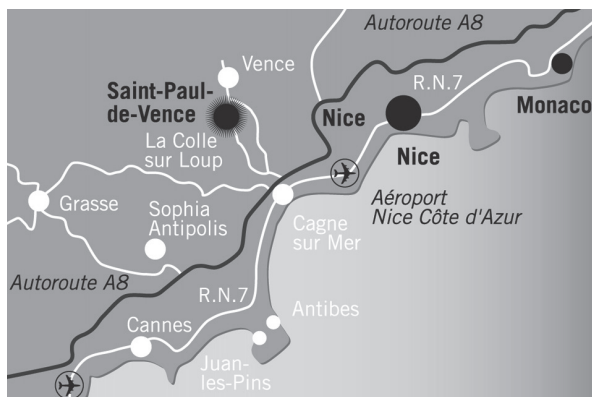 Autoroute A8
Vence
R.N.7
Saint-Paul-
de-Vence
Monaco
Nice
La Colle
sur Loup
Nice
Aéroport
Nice Côte d'Azur
Grasse
Sophia
Antipolis
Cagne
sur Mer
Autoroute A8
R.N.7
Antibes
Cannes
Juan-
les-Pins